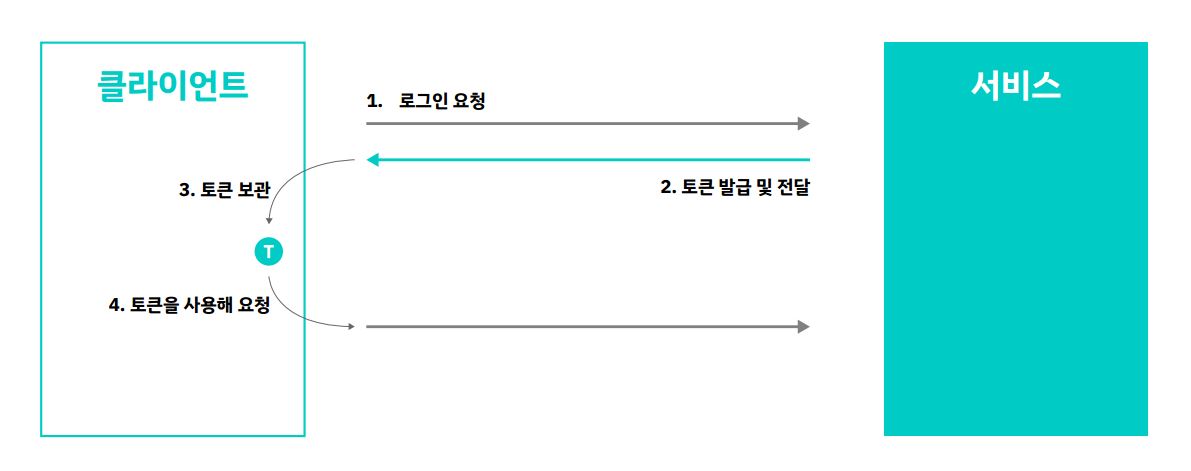 클라이언트
서비스
1. 로그인 요청
2. 토큰 발급 및 전달
3. 토큰 보관
T
4. 토큰을 사용해 요청